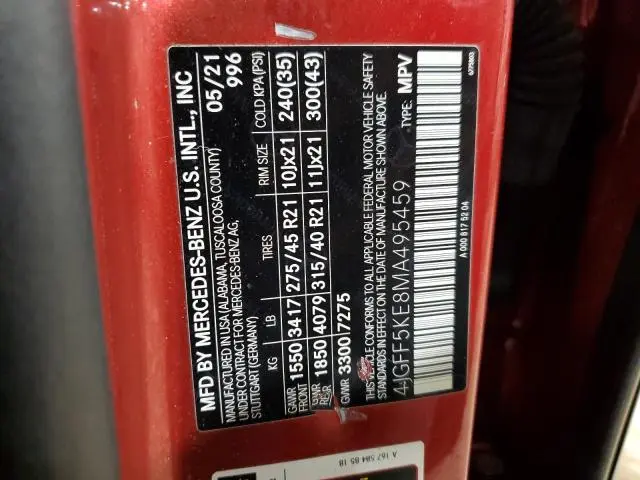 MFD BY MERCEDES-BENZ U.S. INTL., INC
MANUFACTURED IN USA (ALABAMA, TUSCALOOSA COUNTY) 05/21
UNDER CONTRACT FOR MERCEDES-BENZ AG, 996
STUTTGART (GERMANY)
KG LB TIRES RIM SIZE COLD KPA (PSI)
GAWR FRONT 1550 3417 275/45 R21 10Jx21 240(35)
GAWR REAR 1850 4079 315/40 R21 11Jx21 300(43)
GVWR 3300 7275
THIS VEHICLE CONFORMS TO ALL APPLICABLE FEDERAL MOTOR VEHICLE SAFETY
STANDARDS IN EFFECT ON THE DATE OF MANUFACTURE SHOWN ABOVE.
4JGFF5KE8MA495459 TYPE: MPV
A 000 817 52 04
A 167 584 85 18